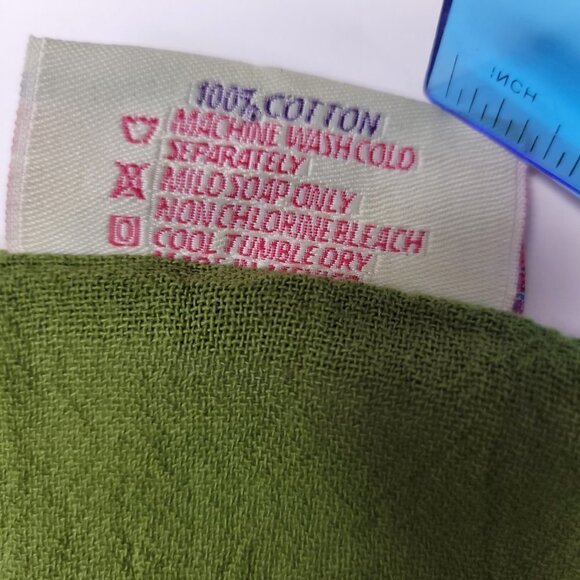 100% COTTON
MACHINE WASH COLD
SEPARATELY
MILD SOAP ONLY
NON CHLORINE BLEACH
COOL TUMBLE DRY
INCH